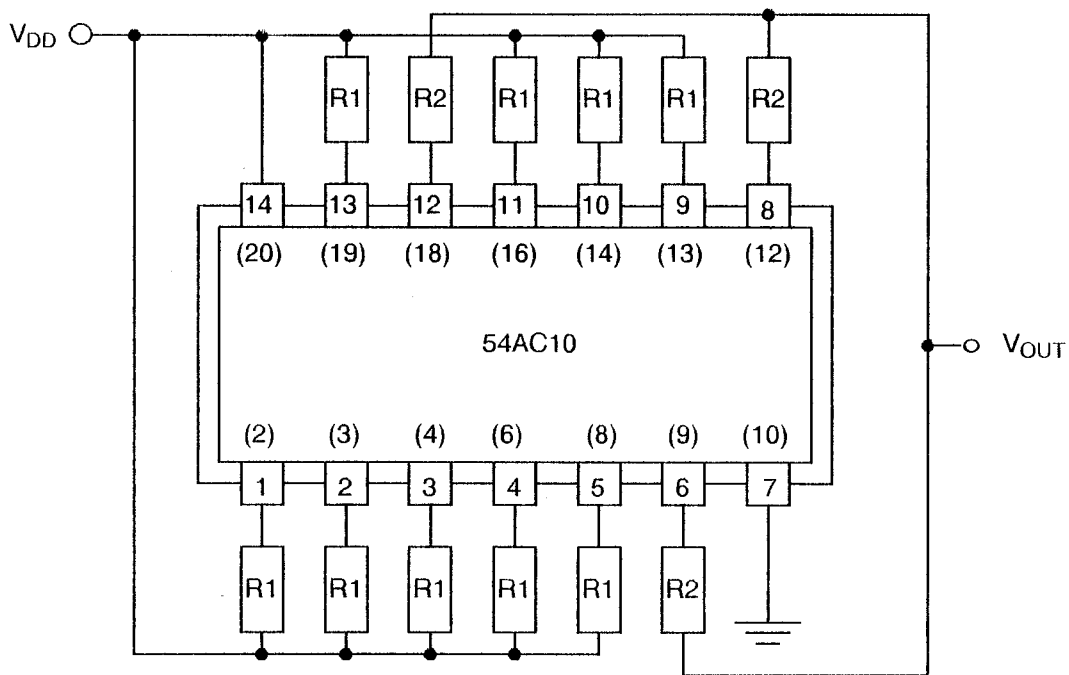 V_DD
R1 R2 R1 R1 R1 R2
14 13 12 11 10 9 8
(20) (19) (18) (16) (14) (13) (12)
54AC10
V_OUT
(2) (3) (4) (6) (8) (9) (10)
1 2 3 4 5 6 7
R1 R1 R1 R1 R1 R2